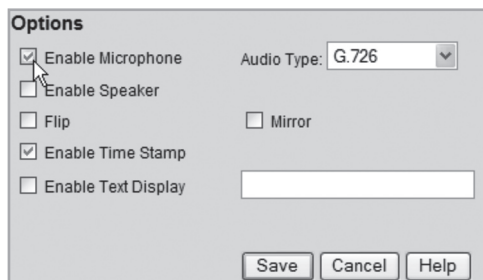 Options
Enable Microphone Audio Type: G.726
Enable Speaker
Flip Mirror
Enable Time Stamp
Enable Text Display
Save Cancel Help